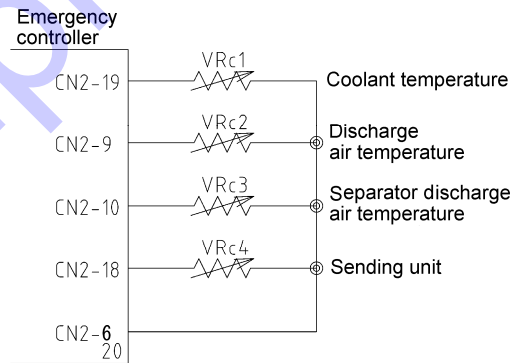 Emergency
controller
VRc1
CN2-19
Coolant temperature
VRc2
CN2-9
Discharge
air temperature
VRc3
CN2-10
Separator discharge
air temperature
VRc4
CN2-18
Sending unit
CN2-6
20